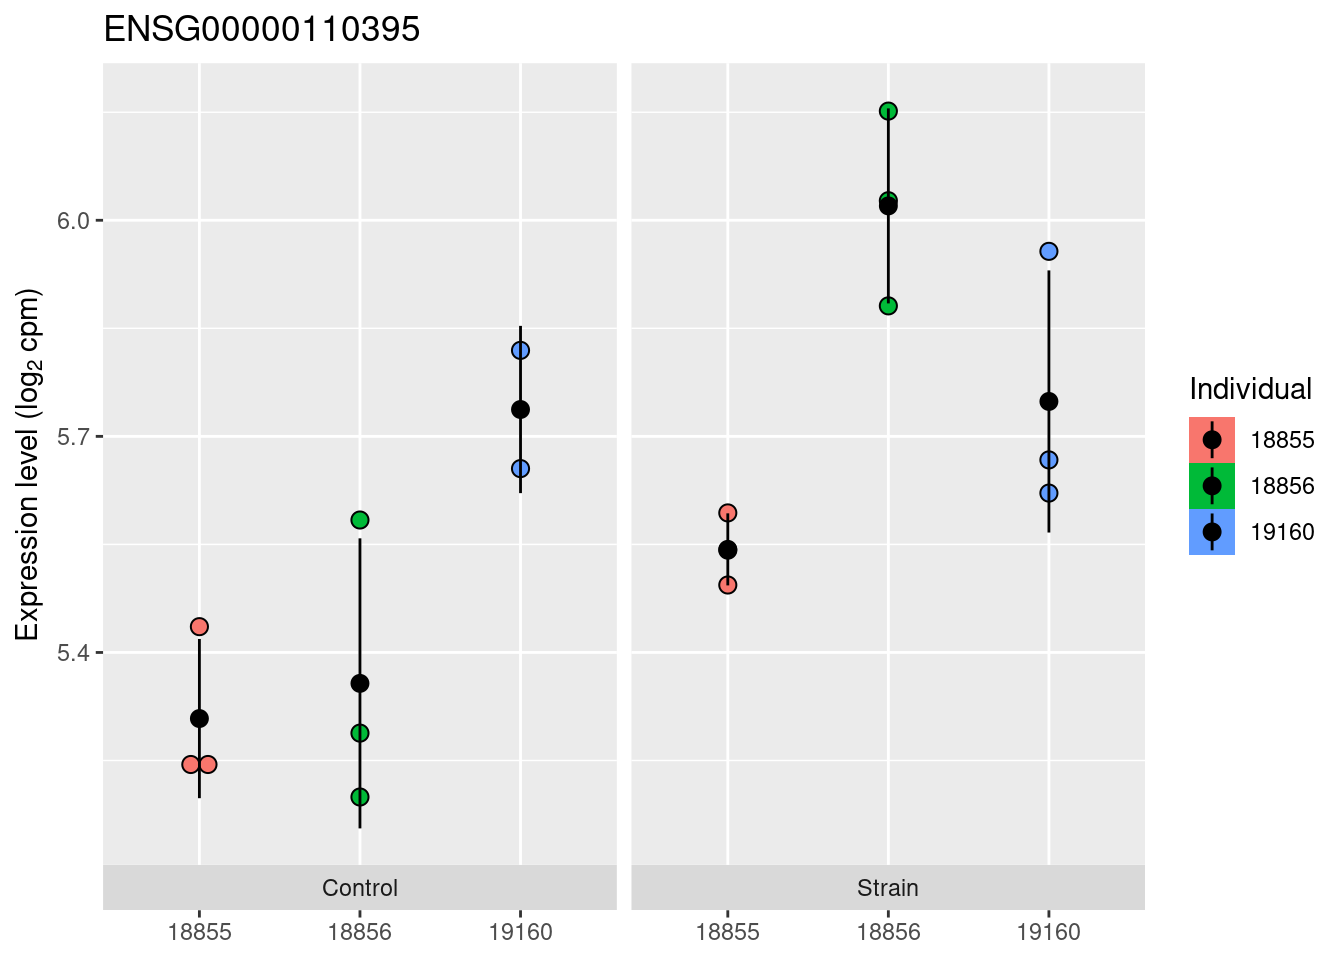 ENSG00000110395
Expression level (log₂ cpm)
6.0
5.7
5.4
Control
Strain
18855
18856
19160
18855
18856
19160
Individual
18855
18856
19160